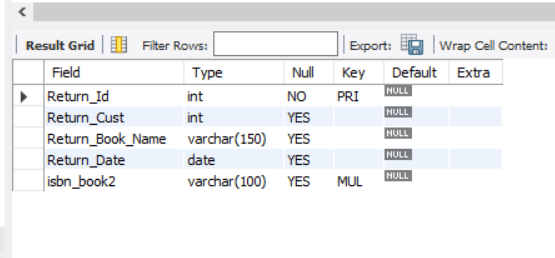 Result Grid Filter Rows: Export: Wrap Cell Content:
Field Type Null Key Default Extra
Return_Id int NO PRI NULL
Return_Cust int YES NULL
Return_Book_Name varchar(150) YES NULL
Return_Date date YES NULL
isbn_book2 varchar(100) YES MUL NULL